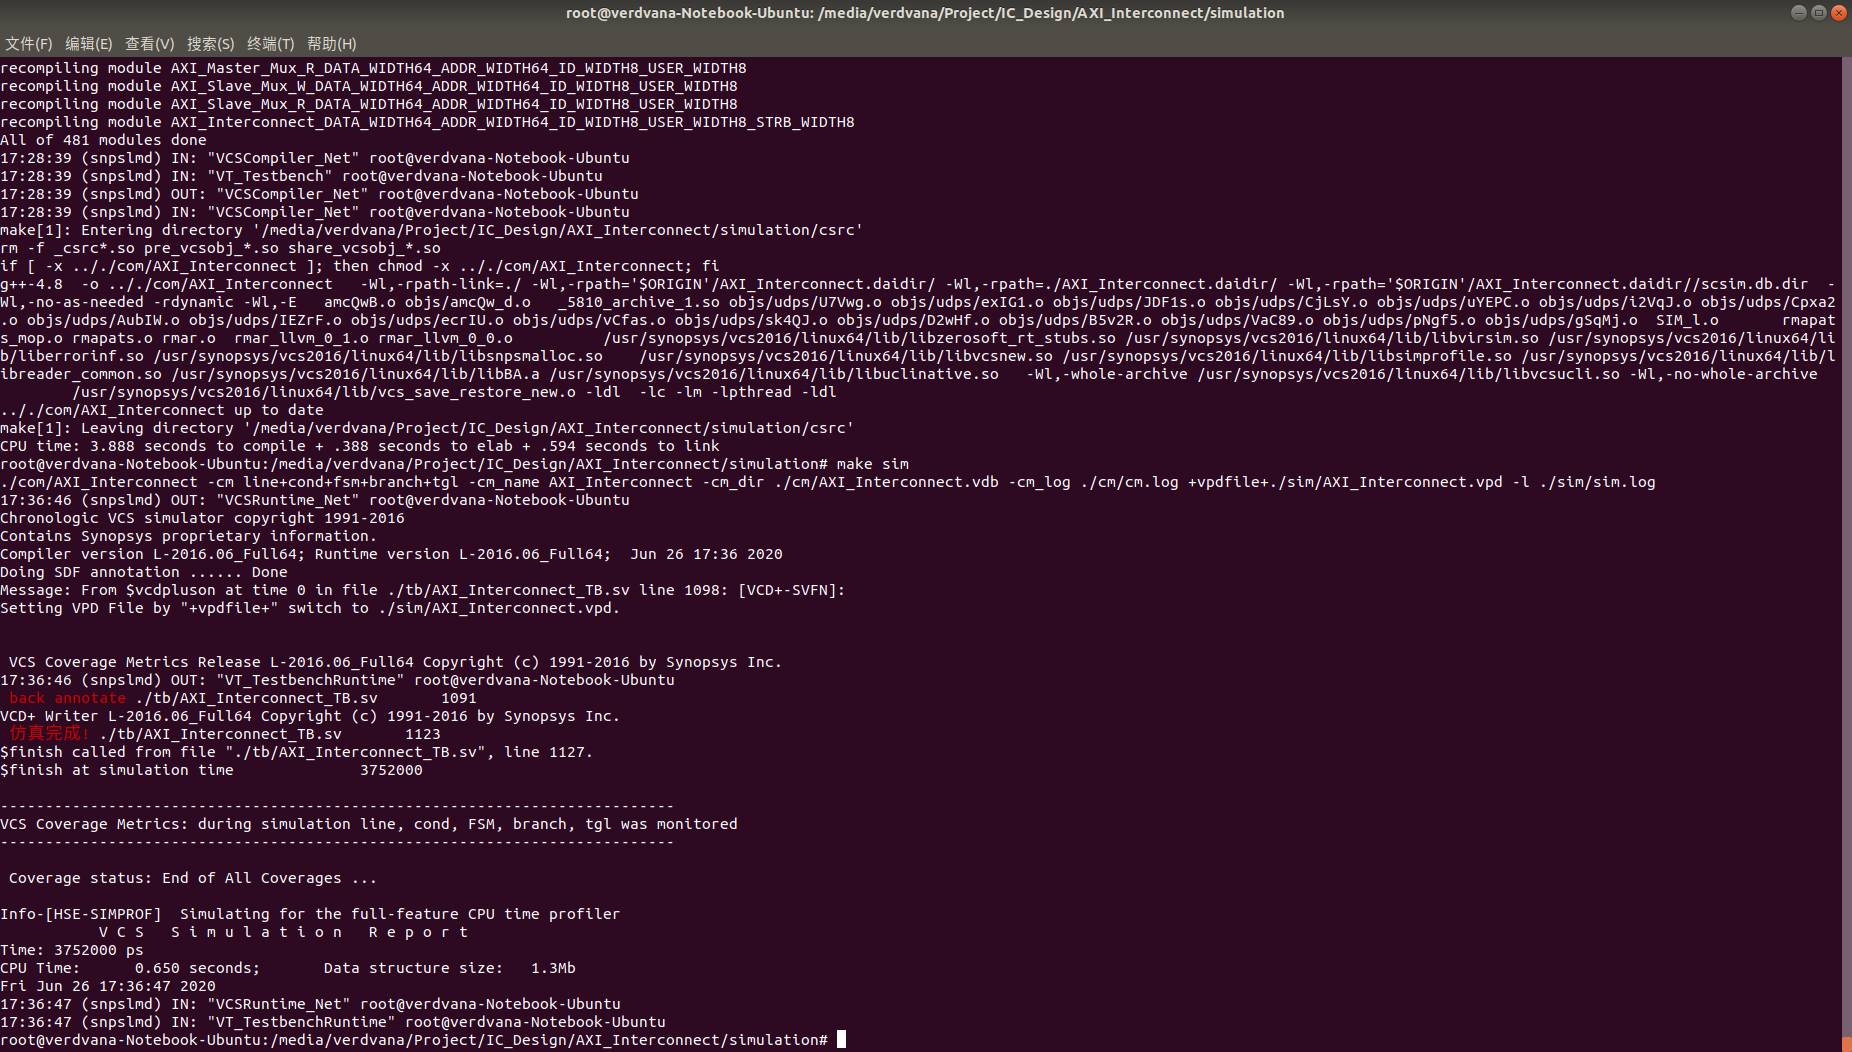 root@verdvana-Notebook-Ubuntu: /media/verdvana/Project/IC_Design/AXI_Interconnect/simulation
文件(F) 编辑(E) 查看(V) 搜索(S) 终端(T) 帮助(H)
recompiling module AXI_Master_Mux_R_DATA_WIDTH64_ADDR_WIDTH64_ID_WIDTH8_USER_WIDTH8
recompiling module AXI_Slave_Mux_W_DATA_WIDTH64_ADDR_WIDTH64_ID_WIDTH8_USER_WIDTH8
recompiling module AXI_Slave_Mux_R_DATA_WIDTH64_ADDR_WIDTH64_ID_WIDTH8_USER_WIDTH8
recompiling module AXI_Interconnect_DATA_WIDTH64_ADDR_WIDTH64_ID_WIDTH8_USER_WIDTH8_STRB_WIDTH8
All of 481 modules done
17:28:39 (snpslmd) IN: "VCSCompiler_Net" root@verdvana-Notebook-Ubuntu
17:28:39 (snpslmd) IN: "VT_Testbench" root@verdvana-Notebook-Ubuntu
17:28:39 (snpslmd) OUT: "VCSCompiler_Net" root@verdvana-Notebook-Ubuntu
17:28:39 (snpslmd) IN: "VCSCompiler_Net" root@verdvana-Notebook-Ubuntu
make[1]: Entering directory '/media/verdvana/Project/IC_Design/AXI_Interconnect/simulation/csrc'
rm -f _csrc*.so pre_vcsobj_*.so share_vcsobj_*.so
if [ -x .././com/AXI_Interconnect ]; then chmod -x .././com/AXI_Interconnect; fi
g++-4.8  -o .././com/AXI_Interconnect   -Wl,-rpath-link=./ -Wl,-rpath='$ORIGIN'/AXI_Interconnect.daidir/ -Wl,-rpath=./AXI_Interconnect.daidir/ -Wl,-rpath='$ORIGIN'/AXI_Interconnect.daidir//scsim.db.dir  -
Wl,-no-as-needed -rdynamic -Wl,-E   amcQwB.o objs/amcQw_d.o   _5810_archive_1.so objs/udps/U7Vwg.o objs/udps/exIG1.o objs/udps/JDF1s.o objs/udps/CjLsY.o objs/udps/uYEPC.o objs/udps/i2VqJ.o objs/udps/Cpxa2
.o objs/udps/AubIW.o objs/udps/IEZrF.o objs/udps/ecrIU.o objs/udps/vCfas.o objs/udps/sk4QJ.o objs/udps/D2wHf.o objs/udps/B5v2R.o objs/udps/VaC89.o objs/udps/pNgf5.o objs/udps/gSqMj.o  SIM_l.o       rmapat
s_mop.o rmapats.o rmar.o  rmar_llvm_0_1.o rmar_llvm_0_0.o          /usr/synopsys/vcs2016/linux64/lib/libzerosoft_rt_stubs.so /usr/synopsys/vcs2016/linux64/lib/libvirsim.so /usr/synopsys/vcs2016/linux64/li
b/liberrorinf.so /usr/synopsys/vcs2016/linux64/lib/libsnpsmalloc.so    /usr/synopsys/vcs2016/linux64/lib/libvcsnew.so /usr/synopsys/vcs2016/linux64/lib/libsimprofile.so /usr/synopsys/vcs2016/linux64/lib/l
ibreader_common.so /usr/synopsys/vcs2016/linux64/lib/libBA.a /usr/synopsys/vcs2016/linux64/lib/libuclinative.so   -Wl,-whole-archive /usr/synopsys/vcs2016/linux64/lib/libvcsucli.so -Wl,-no-whole-archive
        /usr/synopsys/vcs2016/linux64/lib/vcs_save_restore_new.o -ldl  -lc -lm -lpthread -ldl
.././com/AXI_Interconnect up to date
make[1]: Leaving directory '/media/verdvana/Project/IC_Design/AXI_Interconnect/simulation/csrc'
CPU time: 3.888 seconds to compile + .388 seconds to elab + .594 seconds to link
root@verdvana-Notebook-Ubuntu:/media/verdvana/Project/IC_Design/AXI_Interconnect/simulation# make sim
./com/AXI_Interconnect -cm line+cond+fsm+branch+tgl -cm_name AXI_Interconnect -cm_dir ./cm/AXI_Interconnect.vdb -cm_log ./cm/cm.log +vpdfile+./sim/AXI_Interconnect.vpd -l ./sim/sim.log
17:36:46 (snpslmd) OUT: "VCSRuntime_Net" root@verdvana-Notebook-Ubuntu
Chronologic VCS simulator copyright 1991-2016
Contains Synopsys proprietary information.
Compiler version L-2016.06_Full64; Runtime version L-2016.06_Full64;  Jun 26 17:36 2020
Doing SDF annotation ...... Done
Message: From $vcdpluson at time 0 in file ./tb/AXI_Interconnect_TB.sv line 1098: [VCD+-SVFN]:
Setting VPD File by "+vpdfile+" switch to ./sim/AXI_Interconnect.vpd.
VCS Coverage Metrics Release L-2016.06_Full64 Copyright (c) 1991-2016 by Synopsys Inc.
17:36:46 (snpslmd) OUT: "VT_TestbenchRuntime" root@verdvana-Notebook-Ubuntu
back annotate ./tb/AXI_Interconnect_TB.sv       1091
VCD+ Writer L-2016.06_Full64 Copyright (c) 1991-2016 by Synopsys Inc.
仿真完成! ./tb/AXI_Interconnect_TB.sv       1123
$finish called from file "./tb/AXI_Interconnect_TB.sv", line 1127.
$finish at simulation time              3752000
---------------------------------------------------------------------------
VCS Coverage Metrics: during simulation line, cond, FSM, branch, tgl was monitored
---------------------------------------------------------------------------
Coverage status: End of All Coverages ...
Info-[HSE-SIMPROF]  Simulating for the full-feature CPU time profiler
V C S   S i m u l a t i o n   R e p o r t
Time: 3752000 ps
CPU Time:      0.650 seconds;       Data structure size:   1.3Mb
Fri Jun 26 17:36:47 2020
17:36:47 (snpslmd) IN: "VCSRuntime_Net" root@verdvana-Notebook-Ubuntu
17:36:47 (snpslmd) IN: "VT_TestbenchRuntime" root@verdvana-Notebook-Ubuntu
root@verdvana-Notebook-Ubuntu:/media/verdvana/Project/IC_Design/AXI_Interconnect/simulation#